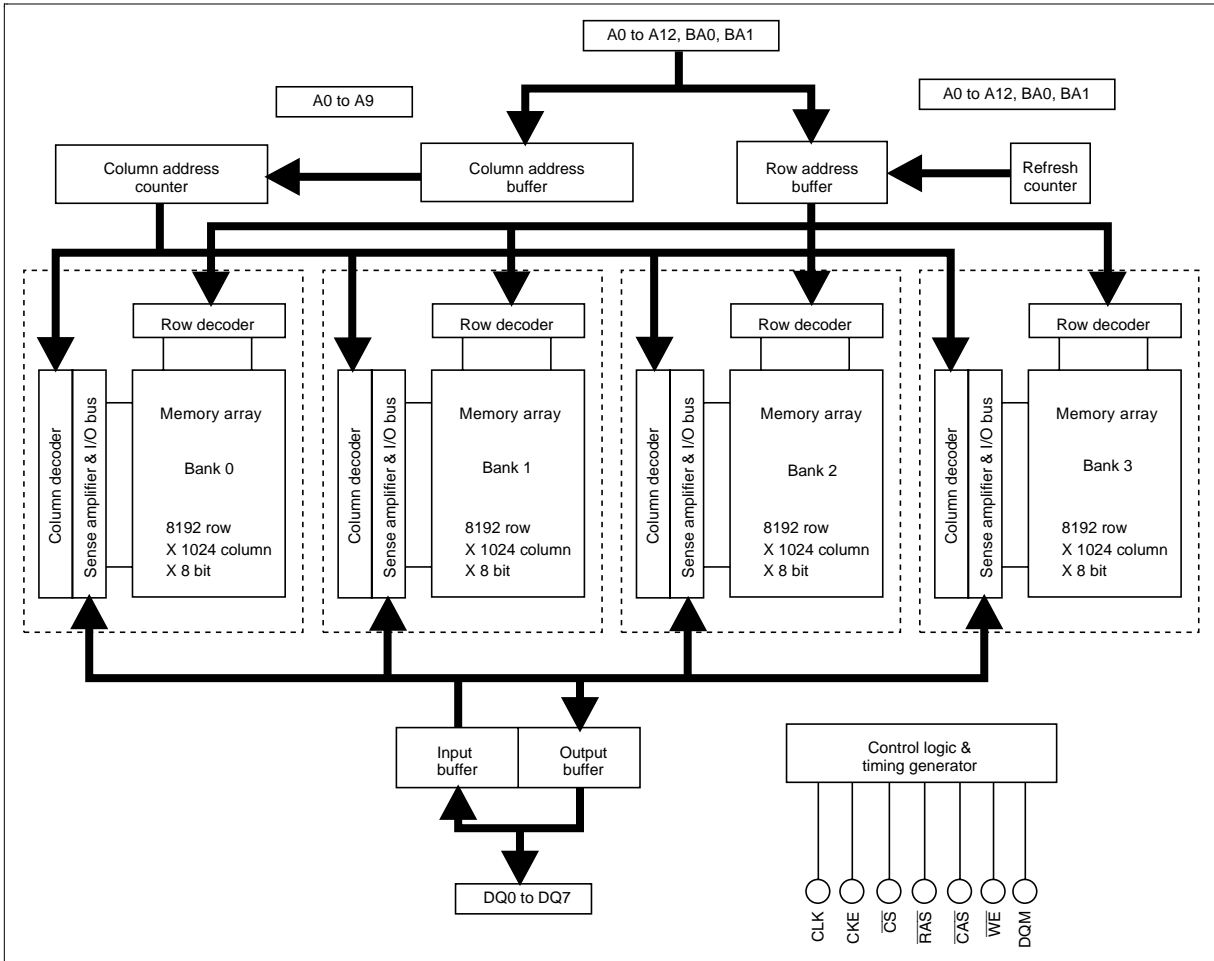 A0 to A12, BA0, BA1
A0 to A9
A0 to A12, BA0, BA1
Column address
counter
Column address
buffer
Row address
buffer
Refresh
counter
Row decoder
Row decoder
Row decoder
Row decoder
Column decoder
Sense amplifier & I/O bus
Memory array
Bank 0
8192 row
X 1024 column
X 8 bit
Column decoder
Sense amplifier & I/O bus
Memory array
Bank 1
8192 row
X 1024 column
X 8 bit
Column decoder
Sense amplifier & I/O bus
Memory array
Bank 2
8192 row
X 1024 column
X 8 bit
Column decoder
Sense amplifier & I/O bus
Memory array
Bank 3
8192 row
X 1024 column
X 8 bit
Input
buffer
Output
buffer
Control logic &
timing generator
DQ0 to DQ7
CLK
CKE
C̅S̅
R̅A̅S̅
C̅A̅S̅
W̅E̅
DQM